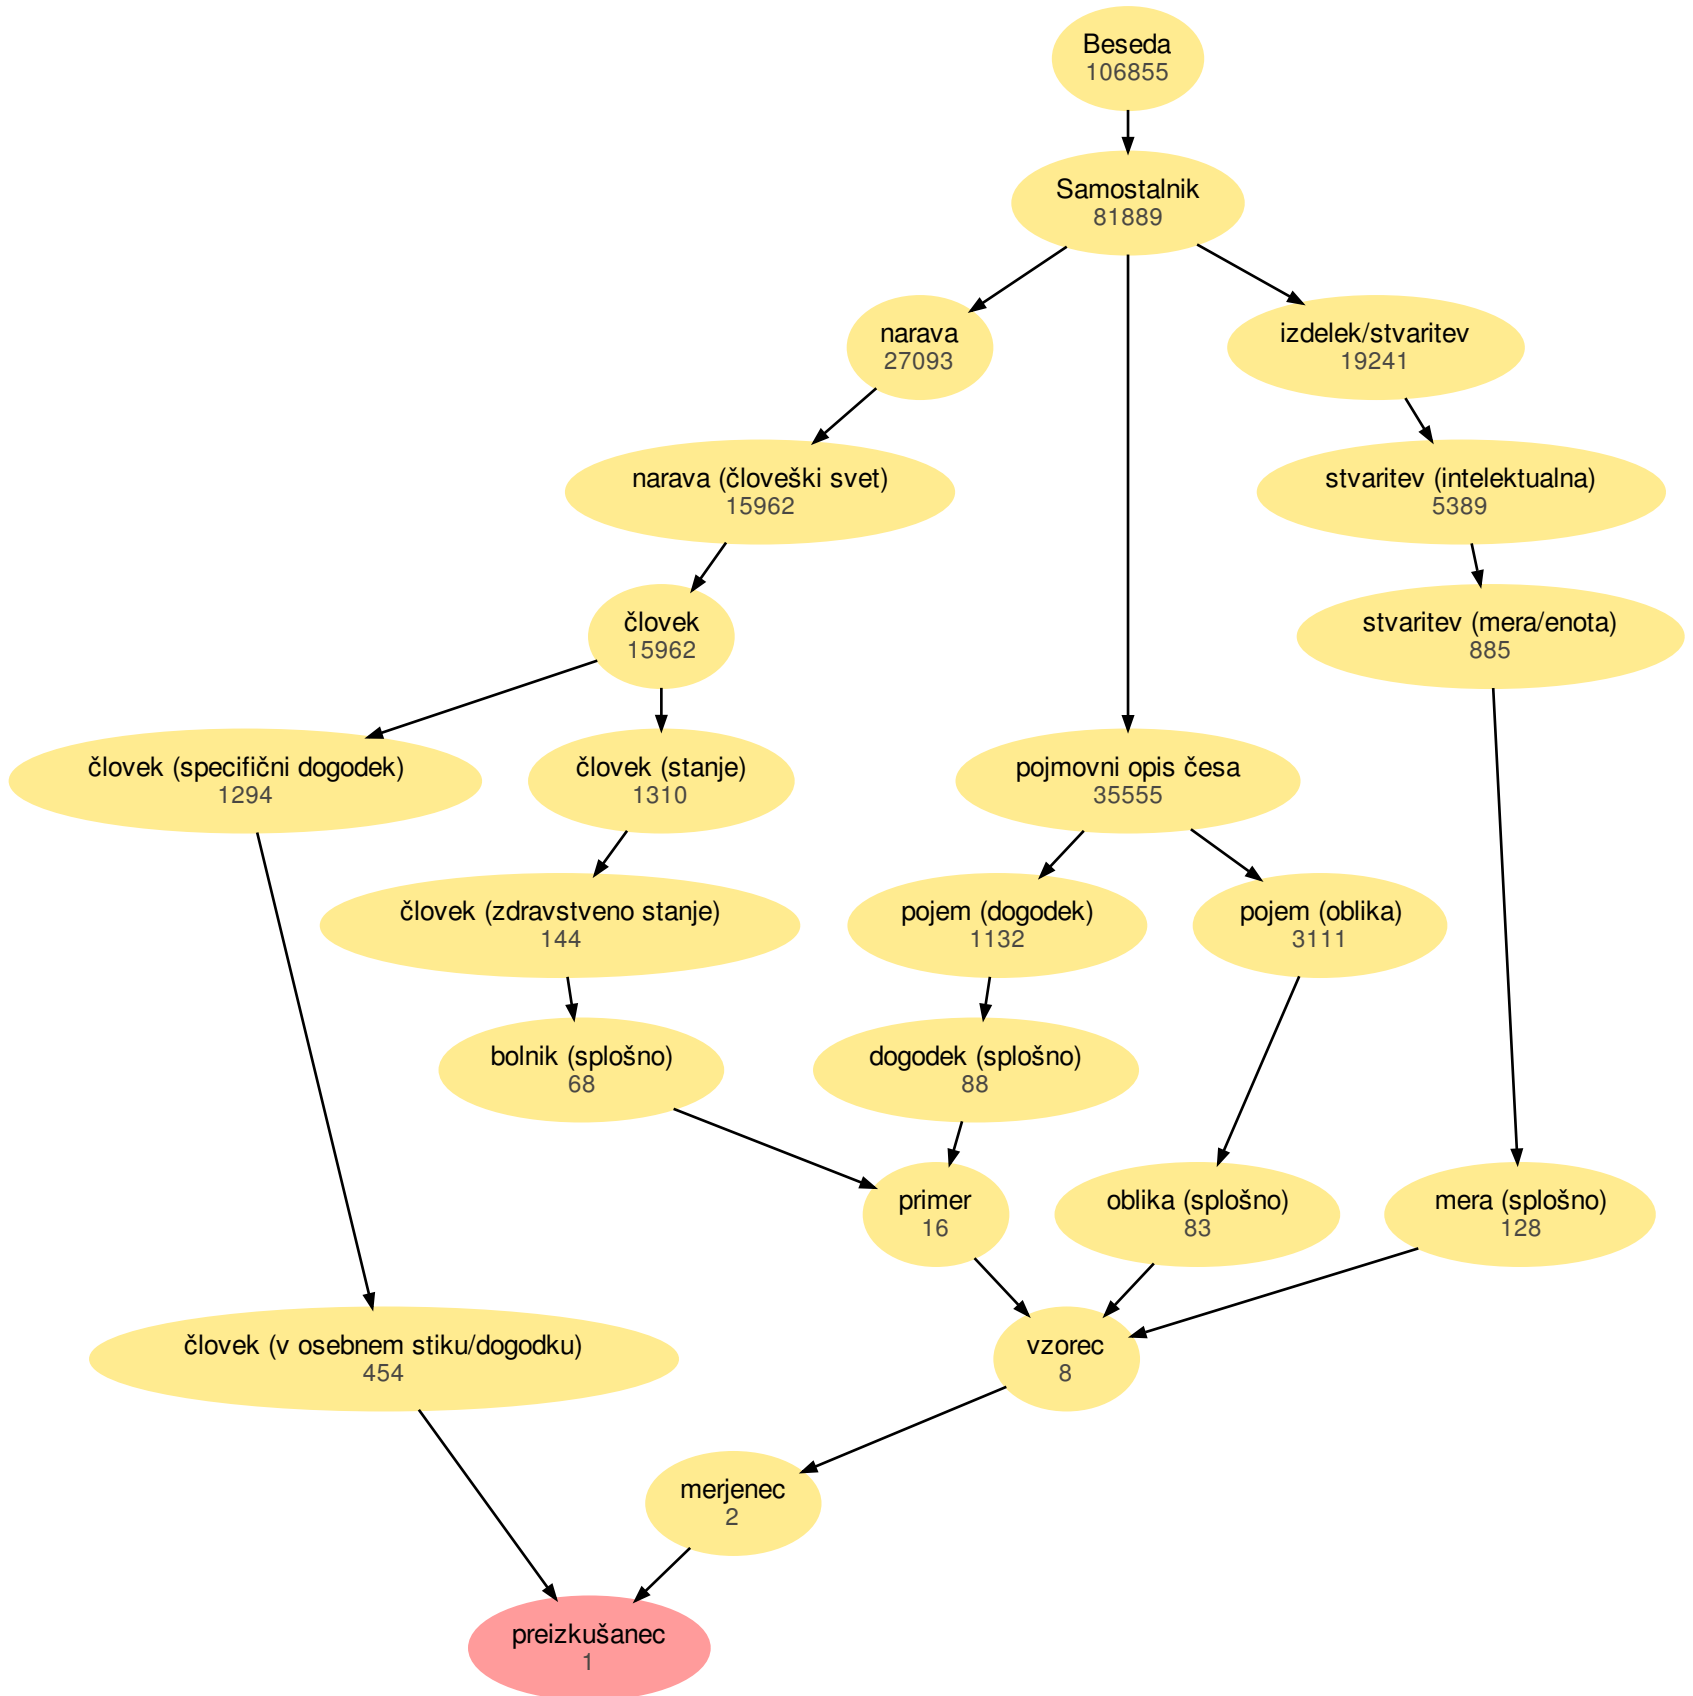 Beseda
106855
Samostalnik
81889
narava
27093
izdelek/stvaritev
19241
narava (človeški svet)
15962
stvaritev (intelektualna)
5389
človek
15962
stvaritev (mera/enota)
885
človek (specifični dogodek)
1294
človek (stanje)
1310
pojmovni opis česa
35555
človek (zdravstveno stanje)
144
pojem (dogodek)
1132
pojem (oblika)
3111
bolnik (splošno)
68
dogodek (splošno)
88
primer
16
oblika (splošno)
83
mera (splošno)
128
človek (v osebnem stiku/dogodku)
454
vzorec
8
merjenec
2
preizkušanec
1